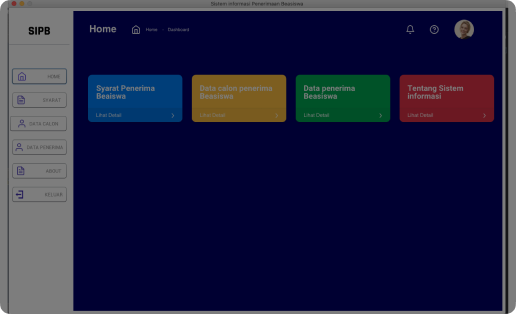 Sistem Informasi Penerimaan Beasiswa
SIPB
Home
Home - Dashboard
HOME
SYARAT
DATA CALON
DATA PENERIMA
ABOUT
KELUAR
Syarat Penerima
Beaiswa
Lihat Detail
Data calon penerima
Beasiswa
Lihat Detail
Data penerima
Beasiswa
Lihat Detail
Tentang Sistem
informasi
Lihat Detail